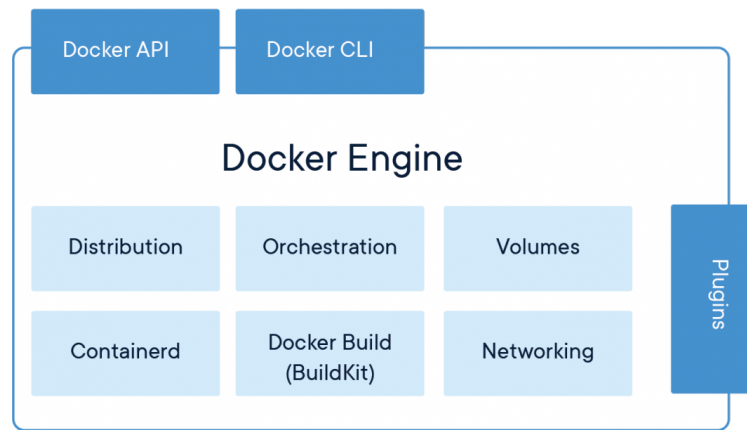 Docker API
Docker CLI
Docker Engine
Distribution
Orchestration
Volumes
Plugins
Containerd
Docker Build
(BuildKit)
Networking